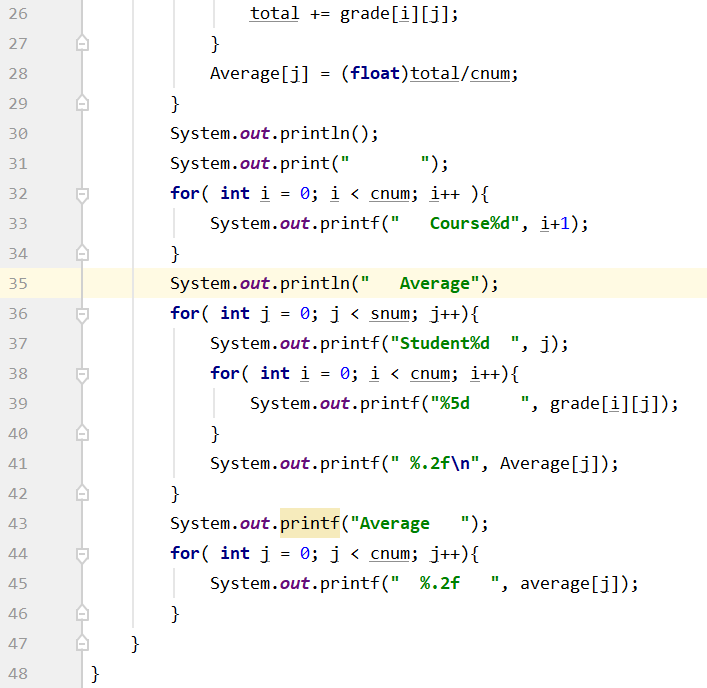 26                 total += grade[i][j];
27             }
28             Average[j] = (float)total/cnum;
29         }
30         System.out.println();
31         System.out.print("       ");
32         for( int i = 0; i < cnum; i++ ){
33             System.out.printf("   Course%d", i+1);
34         }
35         System.out.println("   Average");
36         for( int j = 0; j < snum; j++){
37             System.out.printf("Student%d  ", j);
38             for( int i = 0; i < cnum; i++){
39                 System.out.printf("%5d     ", grade[i][j]);
40             }
41             System.out.printf(" %.2f\n", Average[j]);
42         }
43         System.out.printf("Average   ");
44         for( int j = 0; j < cnum; j++){
45             System.out.printf("  %.2f   ", average[j]);
46         }
47     }
48 }